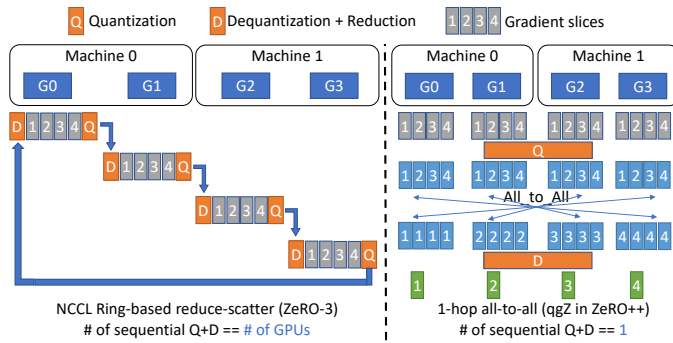 Q Quantization D Dequantization + Reduction 1 2 3 4 Gradient slices
Machine 0 Machine 1
G0 G1 G2 G3
D 1 2 3 4 Q
D 1 2 3 4 Q
D 1 2 3 4 Q
D 1 2 3 4 Q
NCCL Ring-based reduce-scatter (ZeRO-3)
# of sequential Q+D == # of GPUs
Machine 0 Machine 1
G0 G1 G2 G3
1 2 3 4 1 2 3 4 1 2 3 4 1 2 3 4
Q
1 2 3 4 1 2 3 4 1 2 3 4 1 2 3 4
All_to_All
1 1 1 1 2 2 2 2 3 3 3 3 4 4 4 4
D
1 2 3 4
1-hop all-to-all (qgZ in ZeRO++)
# of sequential Q+D == 1